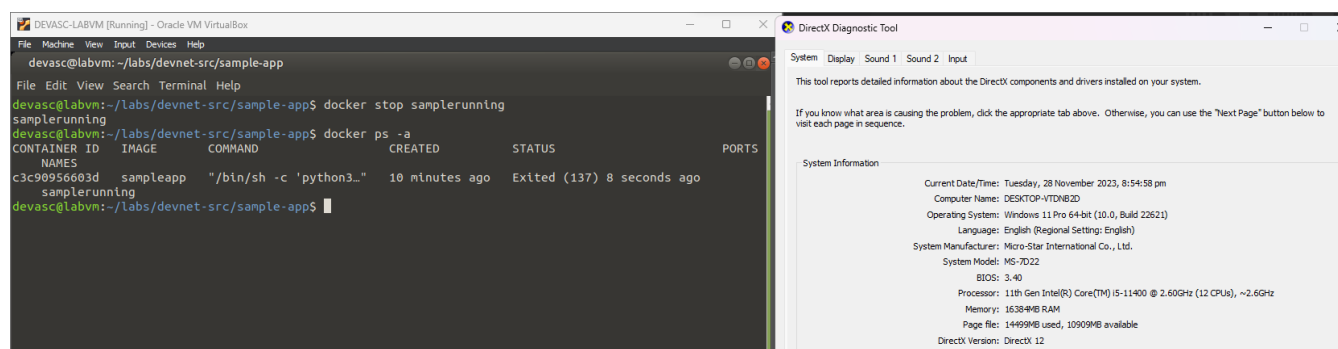 DEVASC-LABVM [Running] - Oracle VM VirtualBox
File Machine View Input Devices Help
devasc@labvm: ~/labs/devnet-src/sample-app
File Edit View Search Terminal Help
devasc@labvm:~/labs/devnet-src/sample-app$ docker stop samplerunning
samplerunning
devasc@labvm:~/labs/devnet-src/sample-app$ docker ps -a
CONTAINER ID IMAGE COMMAND CREATED STATUS PORTS
NAMES
c3c90956603d sampleapp "/bin/sh -c 'python3…" 10 minutes ago Exited (137) 8 seconds ago
samplerunning
devasc@labvm:~/labs/devnet-src/sample-app$
DirectX Diagnostic Tool
System Display Sound 1 Sound 2 Input
This tool reports detailed information about the DirectX components and drivers installed on your system.
If you know what area is causing the problem, click the appropriate tab above. Otherwise, you can use the "Next Page" button below to
visit each page in sequence.
System Information
Current Date/Time: Tuesday, 28 November 2023, 8:54:58 pm
Computer Name: DESKTOP-VTDNB2D
Operating System: Windows 11 Pro 64-bit (10.0, Build 22621)
Language: English (Regional Setting: English)
System Manufacturer: Micro-Star International Co., Ltd.
System Model: MS-7D22
BIOS: 3.40
Processor: 11th Gen Intel(R) Core(TM) i5-11400 @ 2.60GHz (12 CPUs), ~2.6GHz
Memory: 16384MB RAM
Page file: 14499MB used, 10909MB available
DirectX Version: DirectX 12